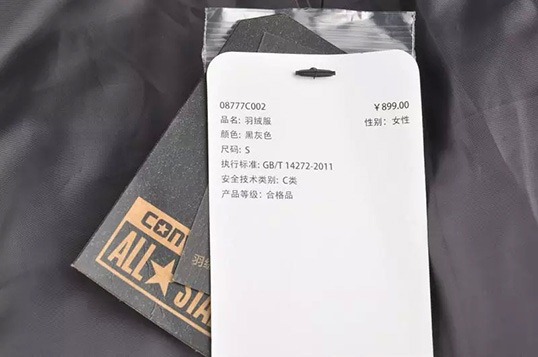 08777C002 ￥899.00
品名: 羽绒服 性别: 女性
颜色: 黑灰色
尺码: S
执行标准: GB/T 14272-2011
安全技术类别: C类
产品等级: 合格品
ALL★
羽